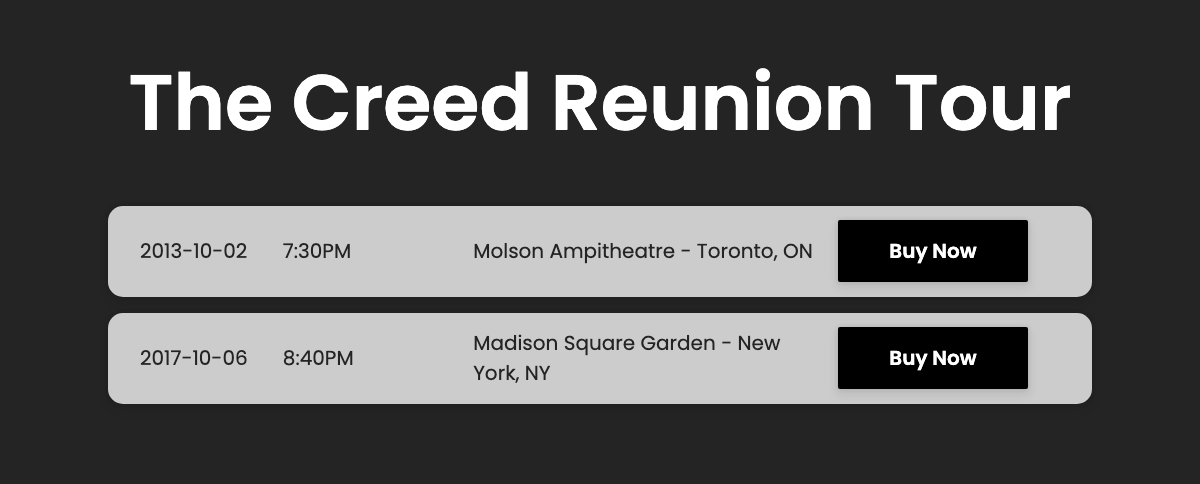 The Creed Reunion Tour
2013-10-02 7:30PM Molson Ampitheatre - Toronto, ON Buy Now
2017-10-06 8:40PM Madison Square Garden - New
York, NY Buy Now